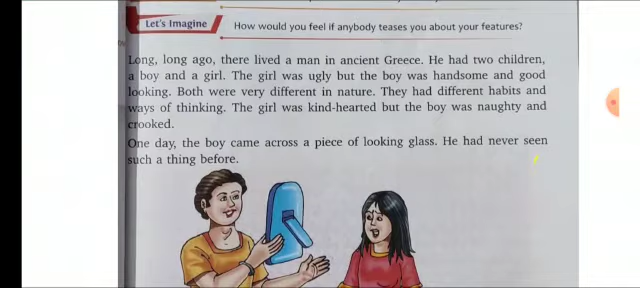 Let's Imagine How would you feel if anybody teases you about your features?
Long, long ago, there lived a man in ancient Greece. He had two children,
a boy and a girl. The girl was ugly but the boy was handsome and good
looking. Both were very different in nature. They had different habits and
ways of thinking. The girl was kind-hearted but the boy was naughty and
crooked.
One day, the boy came across a piece of looking glass. He had never seen
such a thing before.